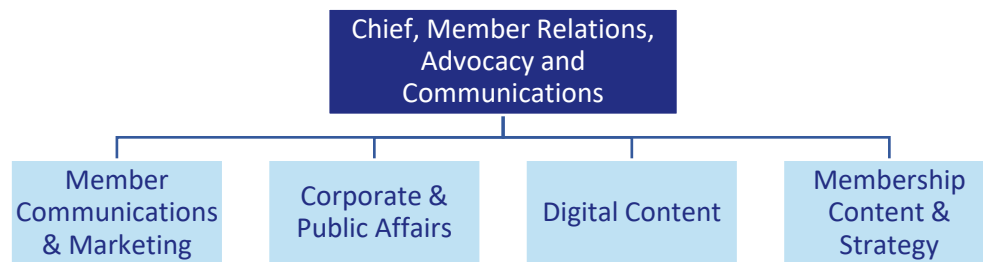 Chief, Member Relations,
Advocacy and
Communications
Member
Communications
& Marketing
Corporate &
Public Affairs
Digital Content
Membership
Content &
Strategy